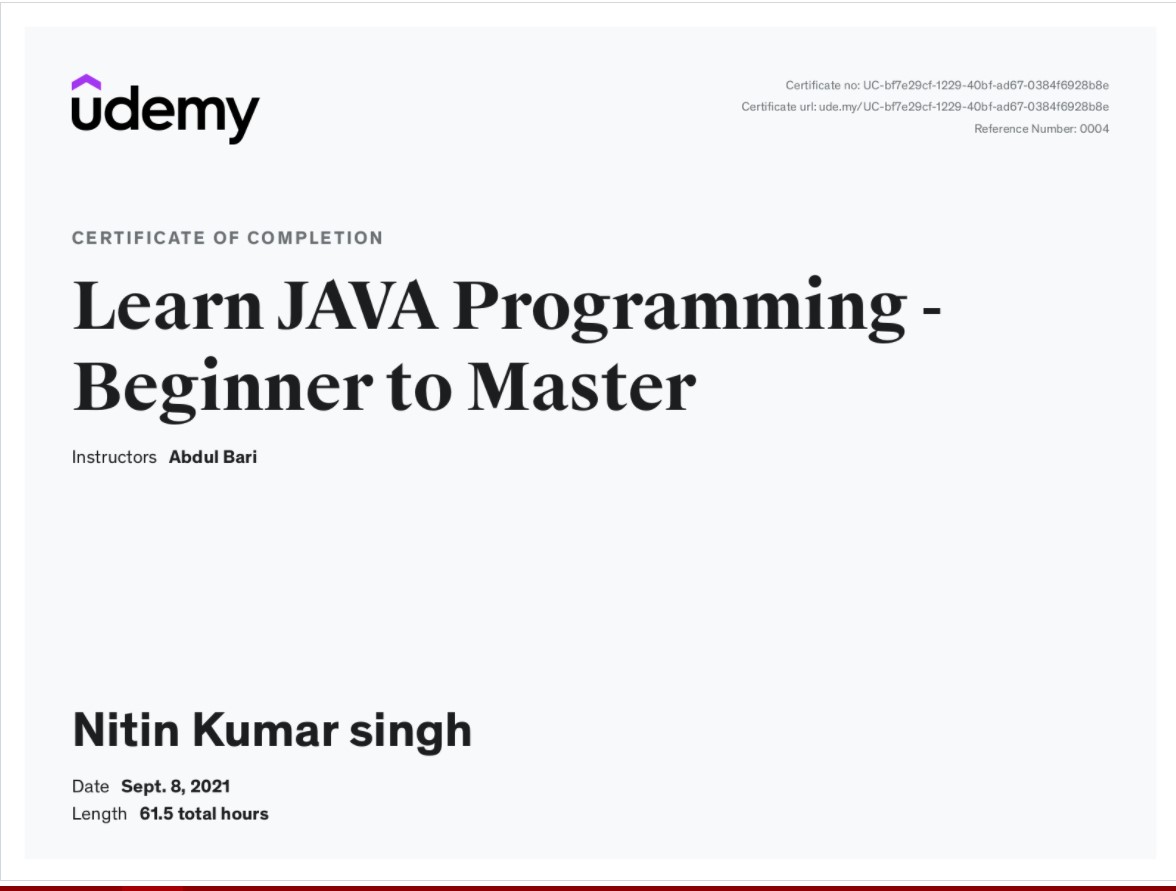 udemy
Certificate no: UC-bf7e29cf-1229-40bf-ad67-0384f6928b8e
Certificate url: ude.my/UC-bf7e29cf-1229-40bf-ad67-0384f6928b8e
Reference Number: 0004
CERTIFICATE OF COMPLETION
Learn JAVA Programming -
Beginner to Master
Instructors Abdul Bari
Nitin Kumar singh
Date Sept. 8, 2021
Length 61.5 total hours